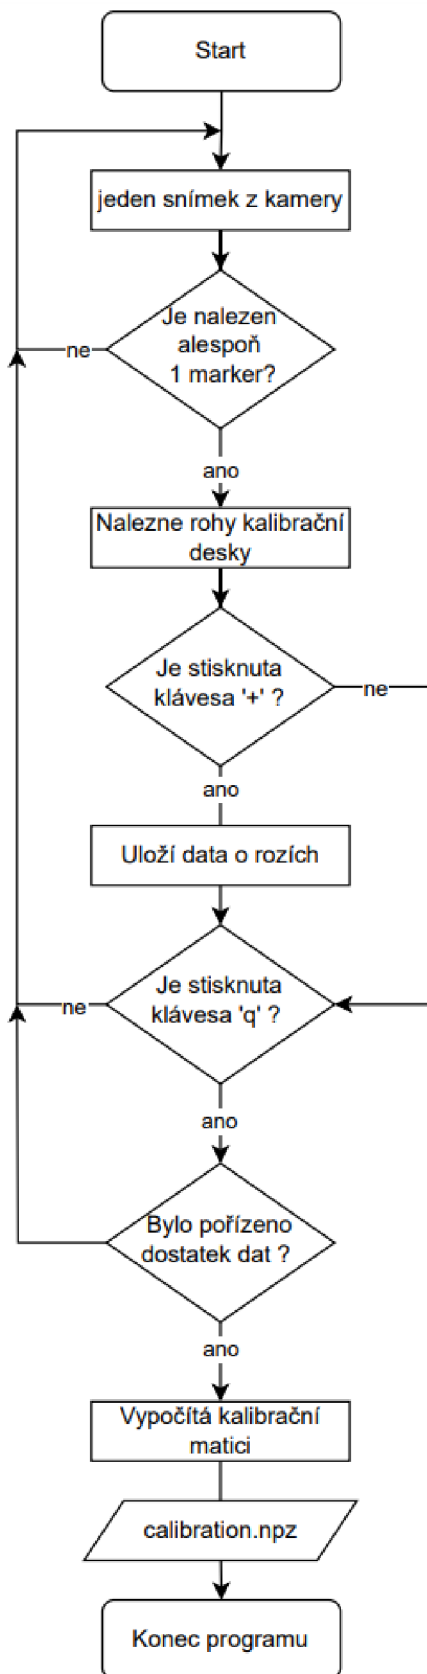 Start
jeden snímek z kamery
Je nalezen
alespoň
1 marker?
ne
ano
Nalezne rohy kalibrační
desky
Je stisknuta
klávesa '+' ?
ne
ano
Uloží data o rozích
Je stisknuta
klávesa 'q' ?
ne
ano
Bylo pořízeno
dostatek dat ?
ano
Vypočítá kalibrační
matici
calibration.npz
Konec programu